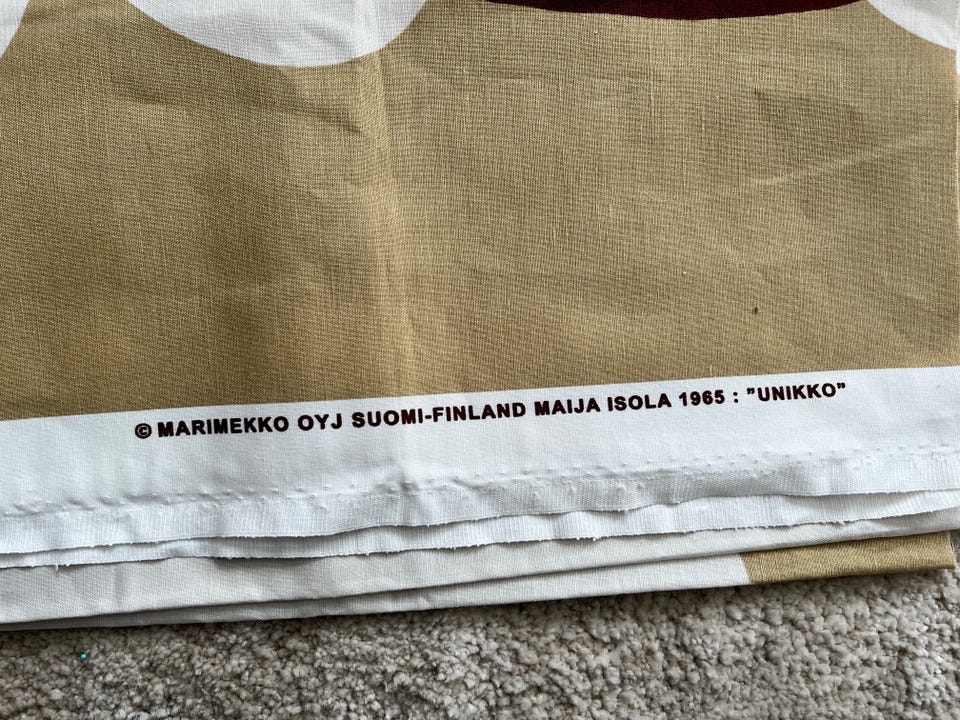 © MARIMEKKO OYJ SUOMI-FINLAND MAIJA ISOLA 1965 : ”UNIKKO”